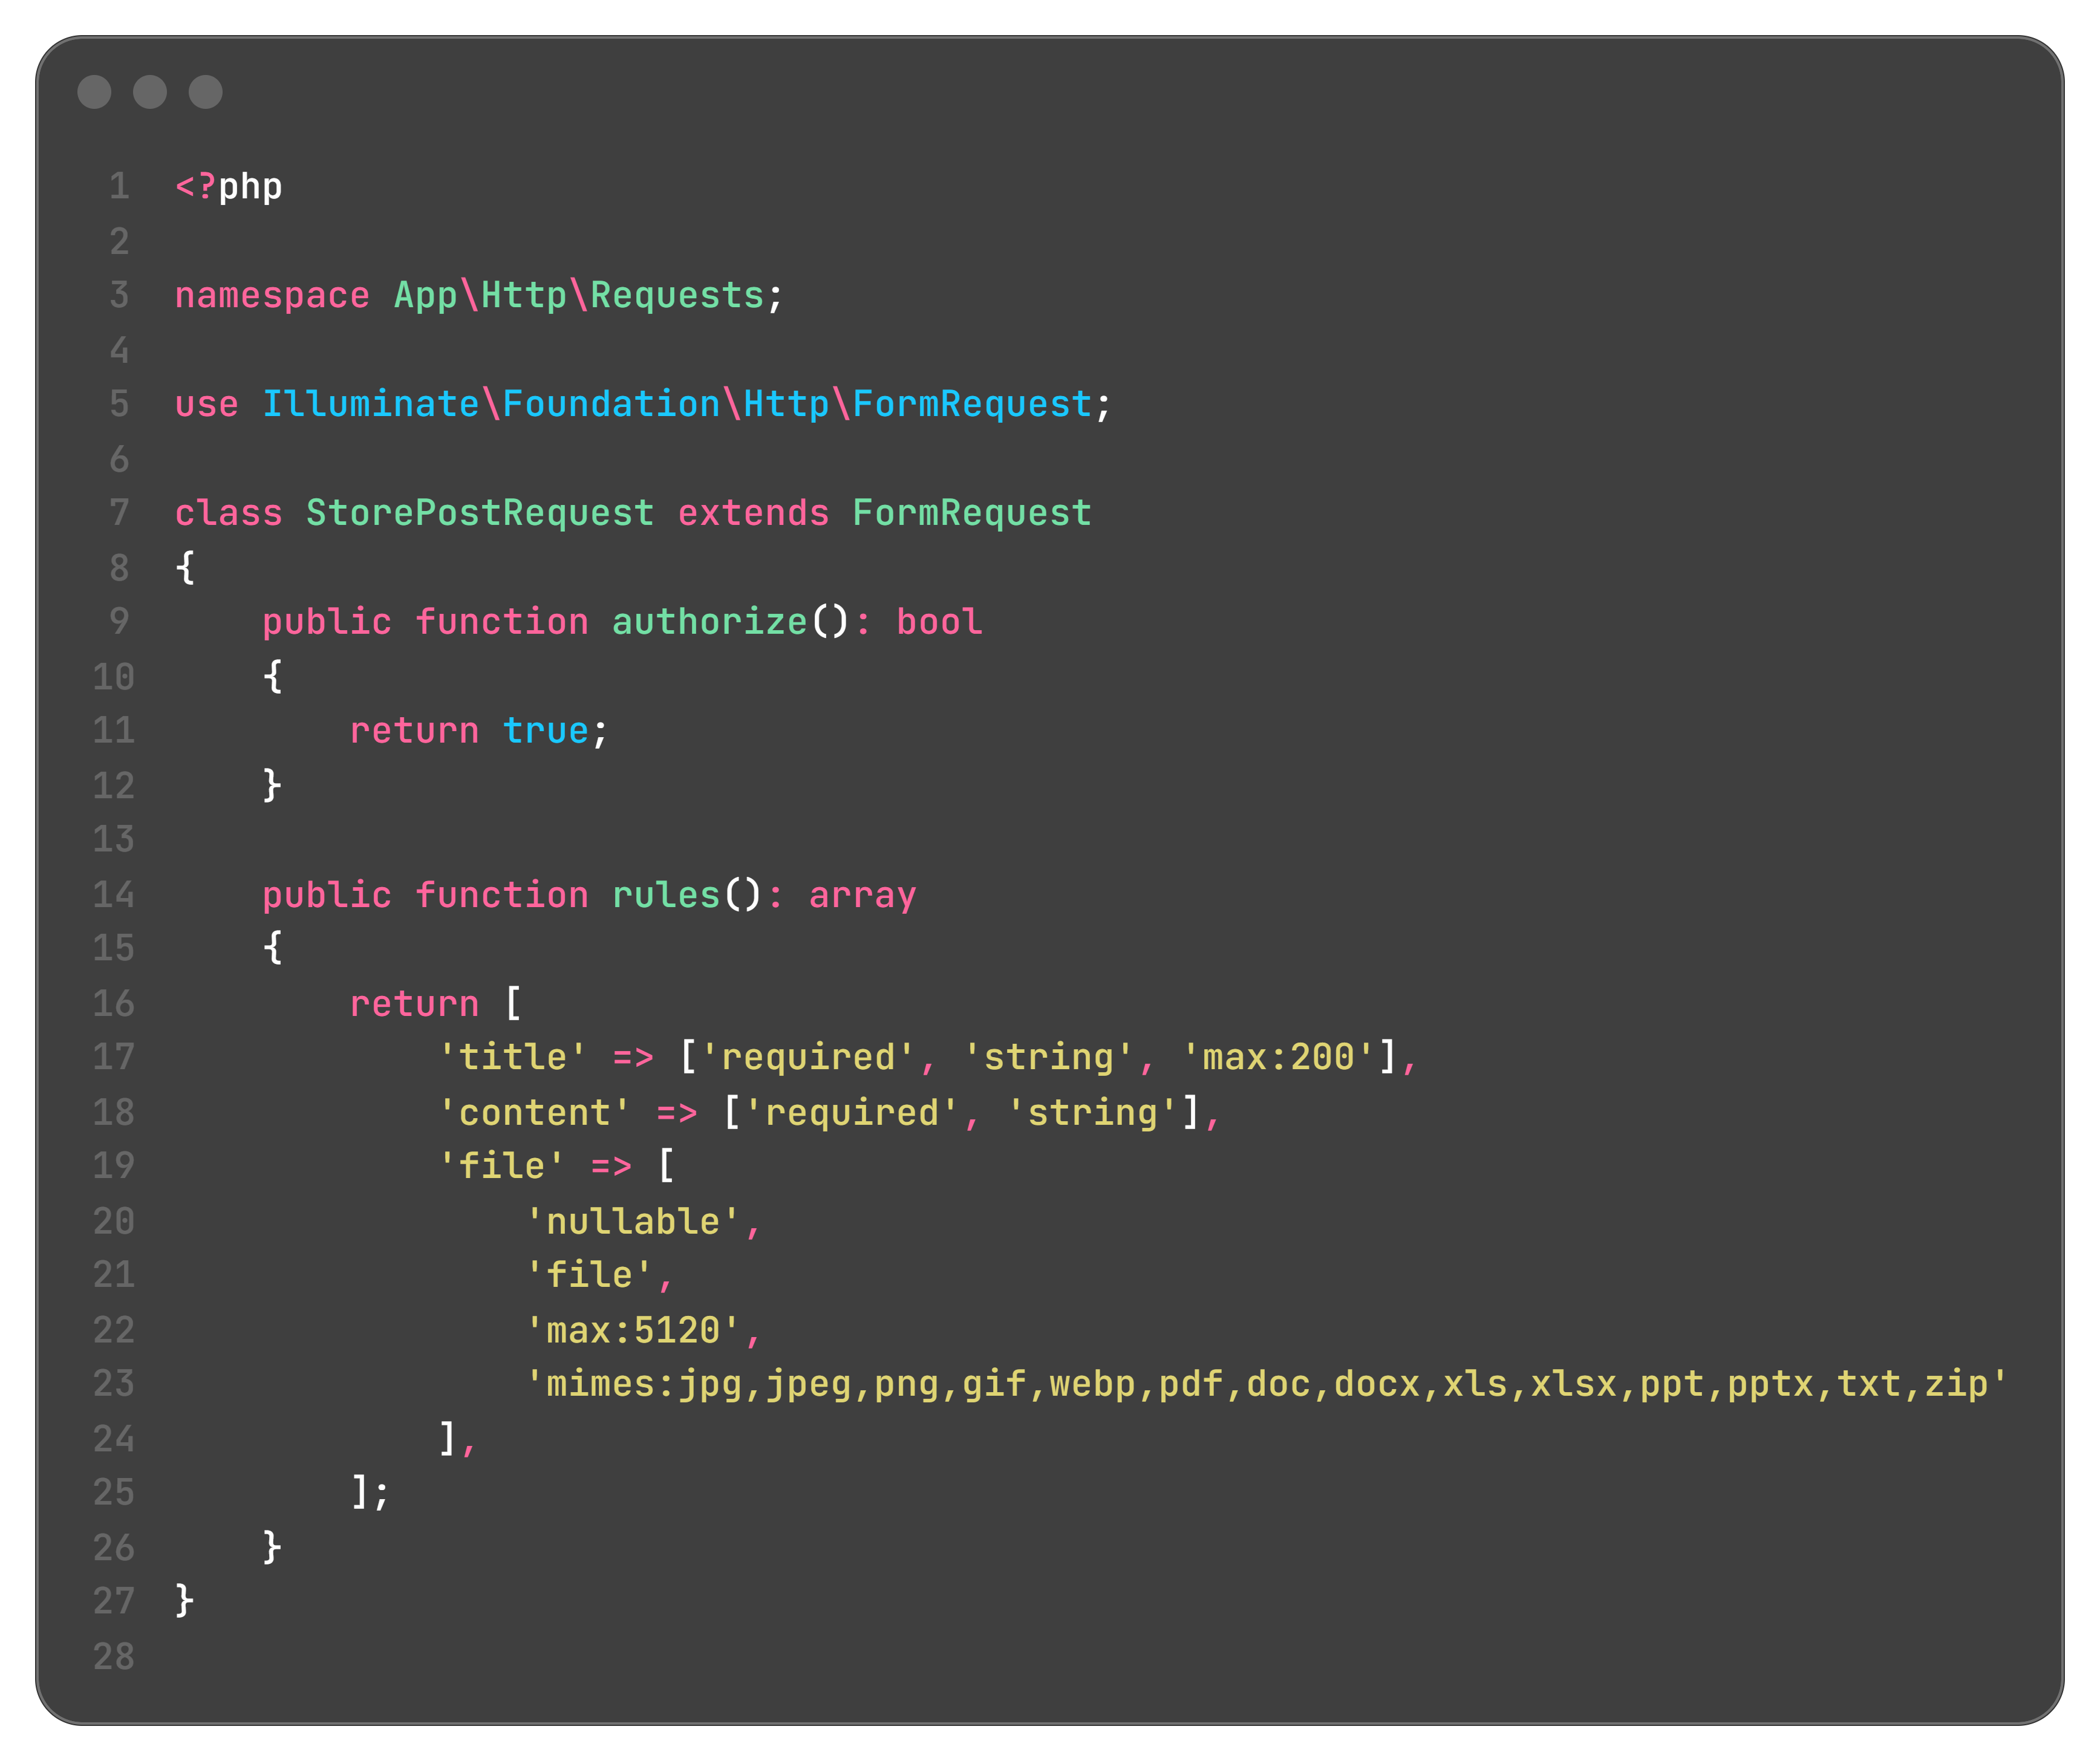 1 <?php
2
3 namespace App\Http\Requests;
4
5 use Illuminate\Foundation\Http\FormRequest;
6
7 class StorePostRequest extends FormRequest
8 {
9     public function authorize(): bool
10     {
11         return true;
12     }
13
14     public function rules(): array
15     {
16         return [
17             'title' => ['required', 'string', 'max:200'],
18             'content' => ['required', 'string'],
19             'file' => [
20                 'nullable',
21                 'file',
22                 'max:5120',
23                 'mimes:jpg,jpeg,png,gif,webp,pdf,doc,docx,xls,xlsx,ppt,pptx,txt,zip'
24             ],
25         ];
26     }
27 }
28